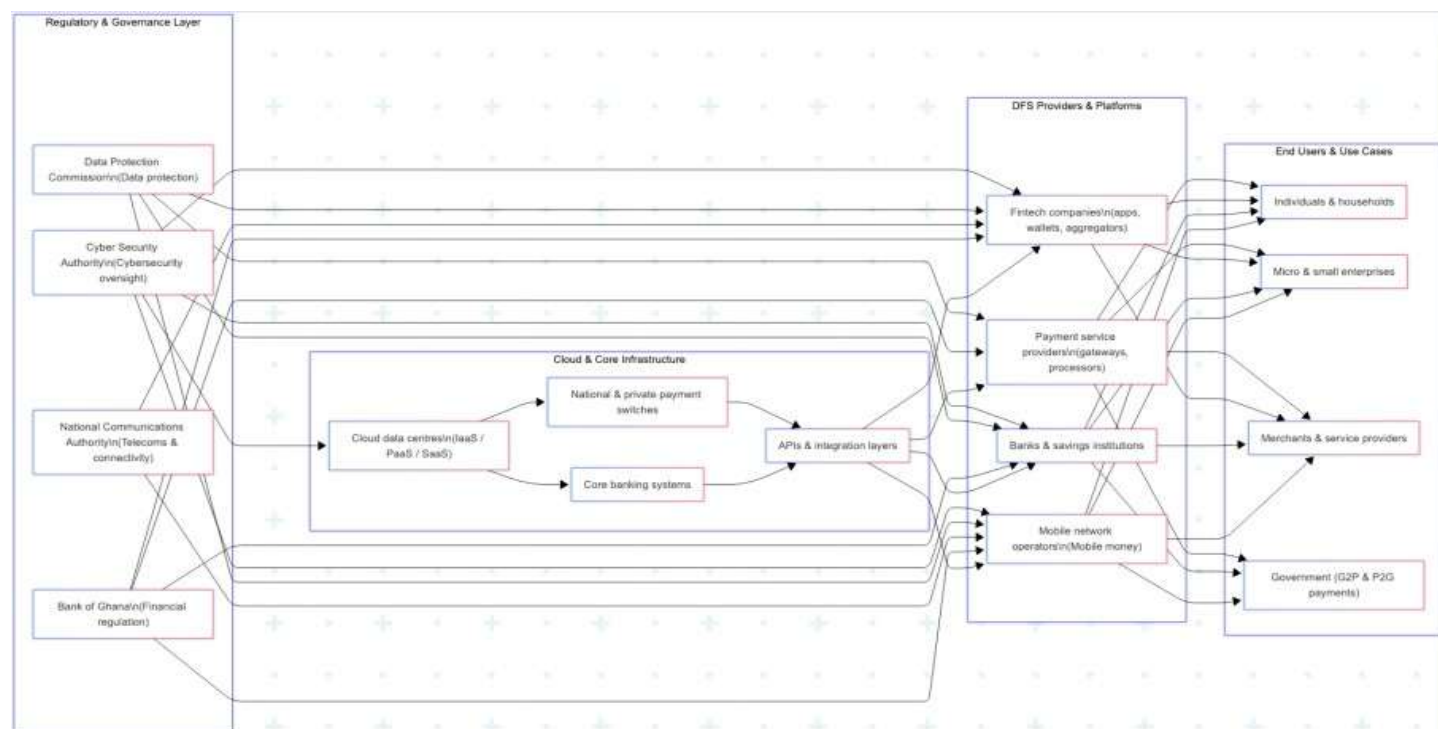 Regulatory & Governance Layer
Data Protection
Commission\n(Data protection)
Cyber Security
Authority\n(Cybersecurity
oversight)
National Communications
Authority\n(Telecoms &
connectivity)
Bank of Ghana\n(Financial
regulation)
Cloud & Core Infrastructure
Cloud data centres\n(IaaS /
PaaS / SaaS)
National & private payment
switches
Core banking systems
APIs & integration layers
DFS Providers & Platforms
Fintech companies\n(apps,
wallets, aggregators)
Payment service
providers\n(gateways,
processors)
Banks & savings institutions
Mobile network
operators\n(Mobile money)
End Users & Use Cases
Individuals & households
Micro & small enterprises
Merchants & service providers
Government (G2P & P2G
payments)